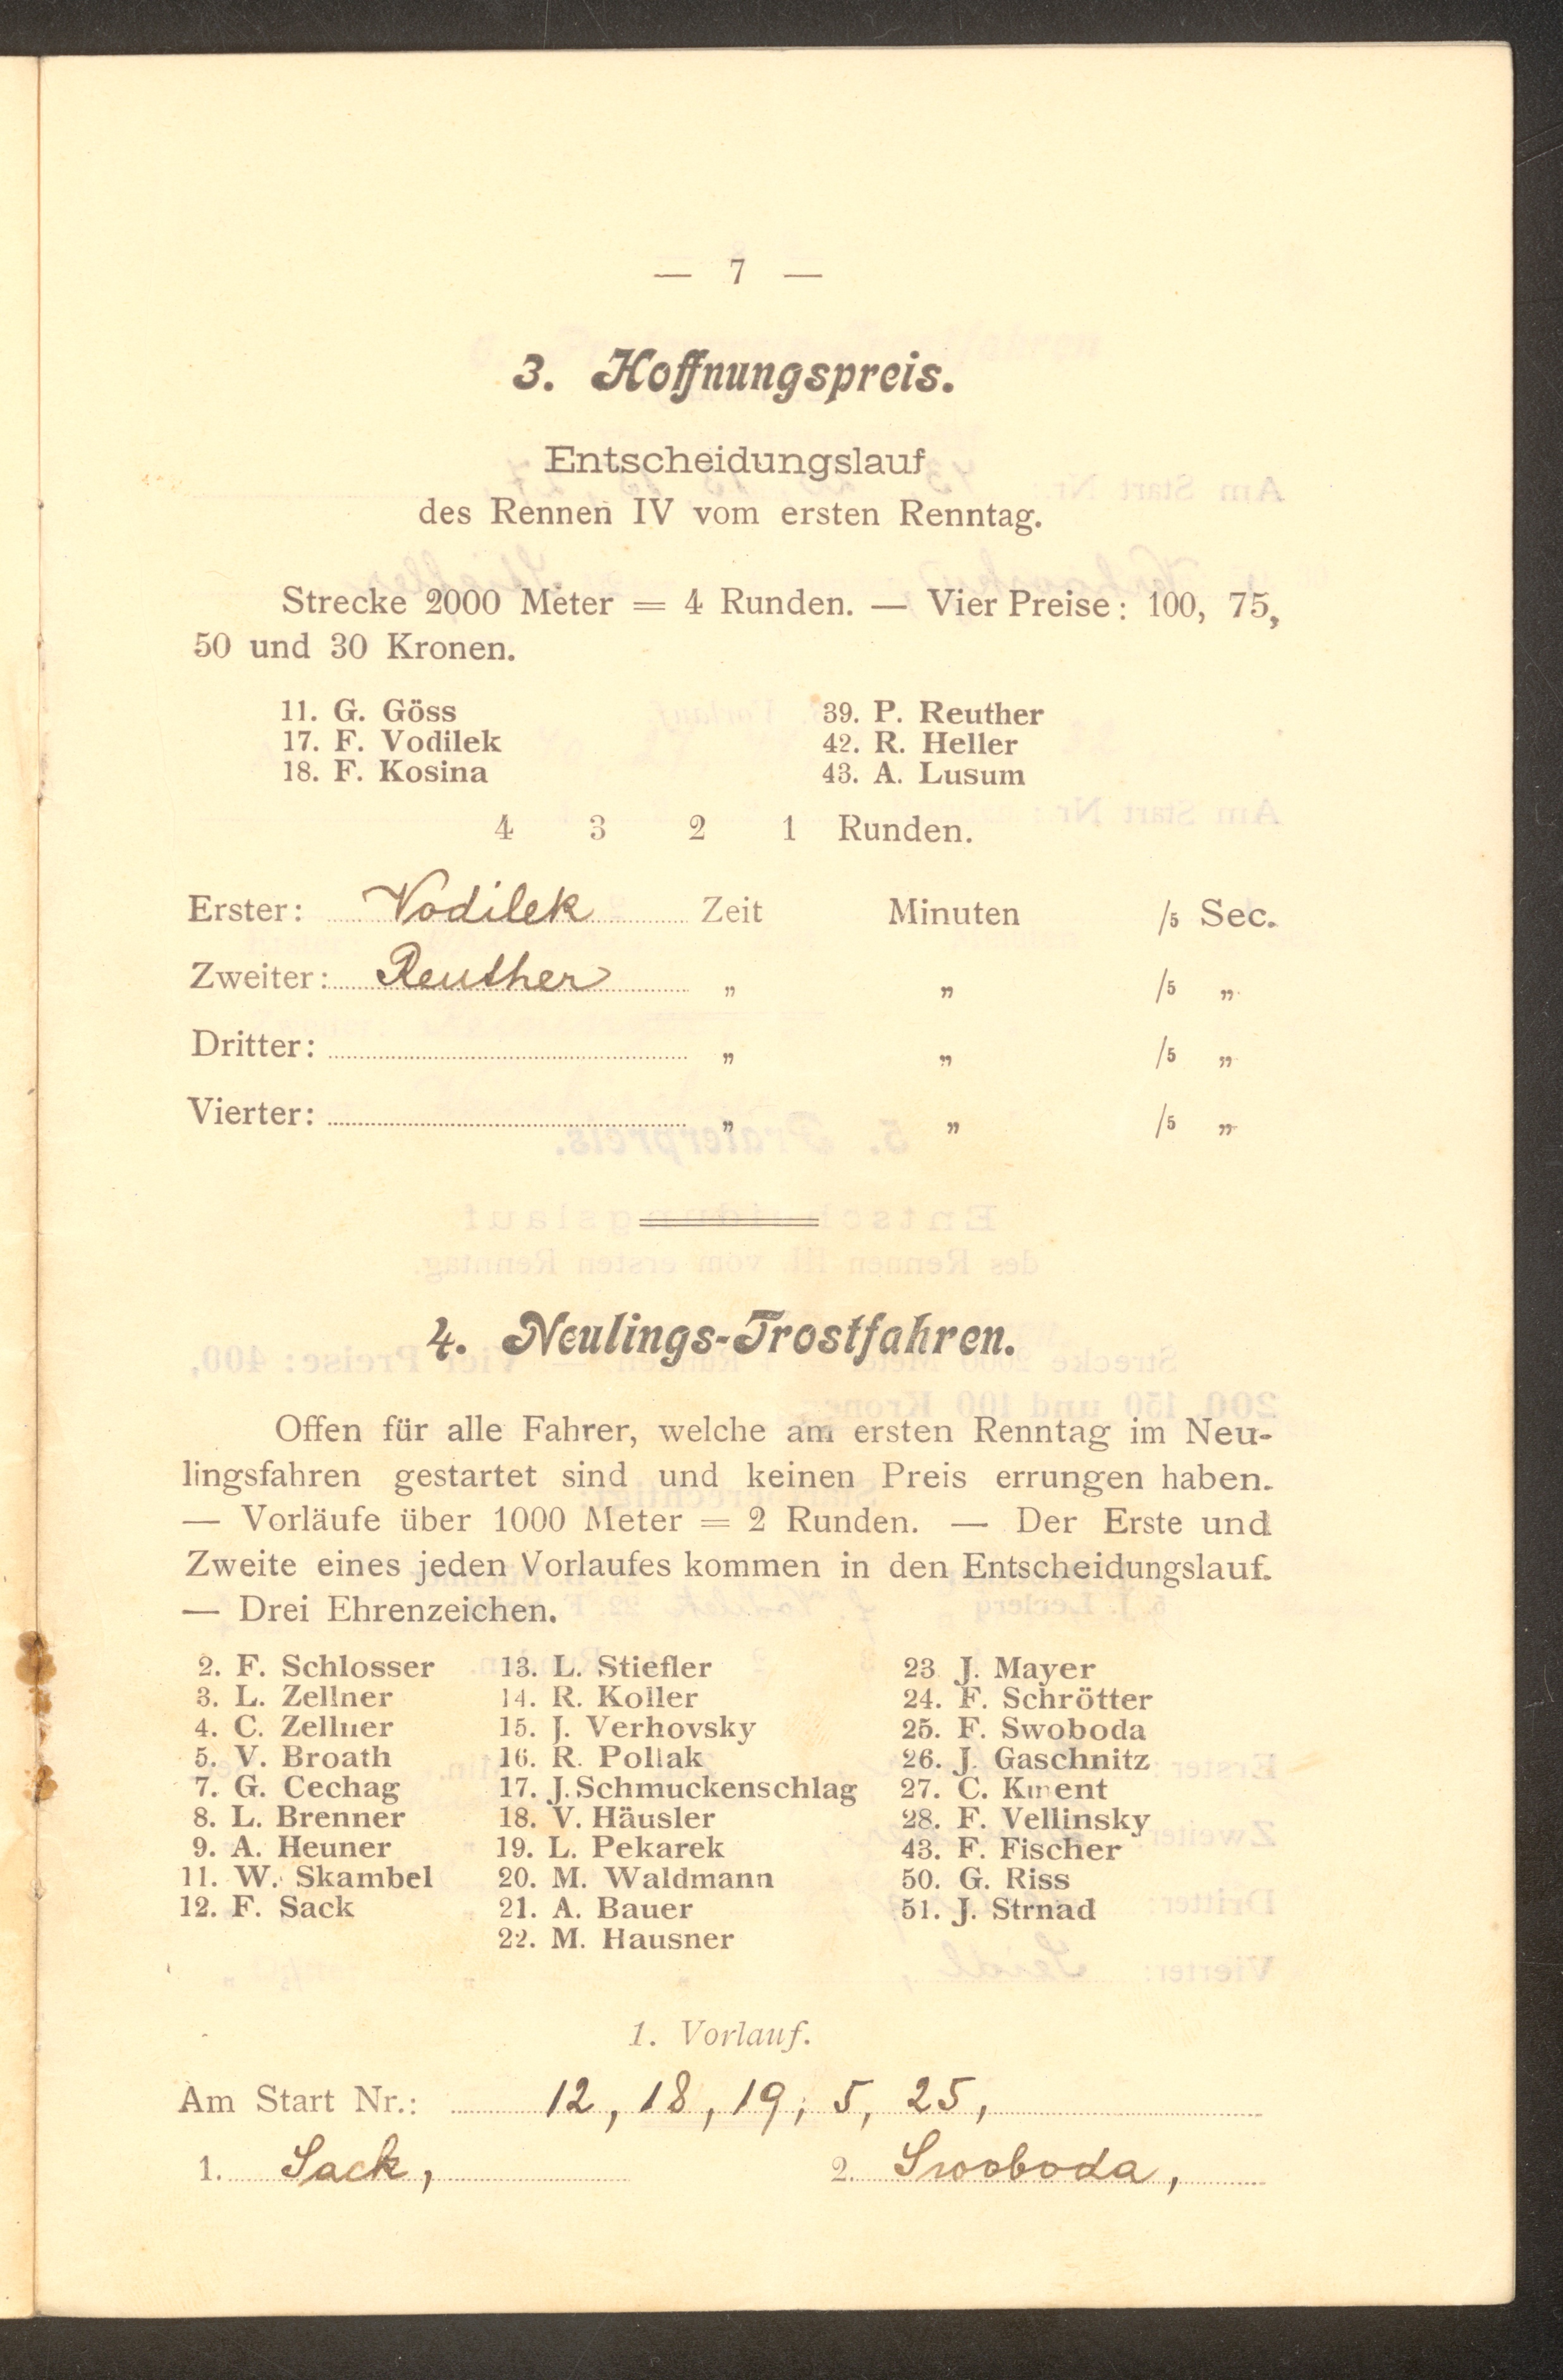 — 7 —
3. Hoffnungspreis.
Entscheidungslauf
des Rennen IV vom ersten Renntag.
Strecke 2000 Meter = 4 Runden. — Vier Preise: 100, 75,
50 und 30 Kronen.
11. G. Göss 39. P. Reuther
17. F. Vodilek 42. R. Heller
18. F. Kosina 43. A. Lusum
4 3 2 1 Runden.
Erster: Vodilek Zeit Minuten /5 Sec.
Zweiter: Reuther „ „ /5 „
Dritter: „ „ /5 „
Vierter: „ „ /5 „
4. Neulings-Trostfahren.
Offen für alle Fahrer, welche am ersten Renntag im Neu-
lingsfahren gestartet sind und keinen Preis errungen haben.
— Vorläufe über 1000 Meter = 2 Runden. — Der Erste und
Zweite eines jeden Vorlaufes kommen in den Entscheidungslauf.
— Drei Ehrenzeichen.
2. F. Schlosser 13. L. Stiefler 23 J. Mayer
3. L. Zellner 14. R. Koller 24. F. Schrötter
4. C. Zellner 15. J. Verhovsky 25. F. Swoboda
5. V. Broath 16. R. Pollak 26. J. Gaschnitz
7. G. Cechag 17. J. Schmuckenschlag 27. C. Kment
8. L. Brenner 18. V. Häusler 28. F. Vellinsky
9. A. Heuner 19. L. Pekarek 43. F. Fischer
11. W. Skambel 20. M. Waldmann 50. G. Riss
12. F. Sack 21. A. Bauer 51. J. Strnad
22. M. Hausner
1. Vorlauf.
Am Start Nr.: 12, 18, 19, 5, 25,
1. Sack, 2. Swoboda,